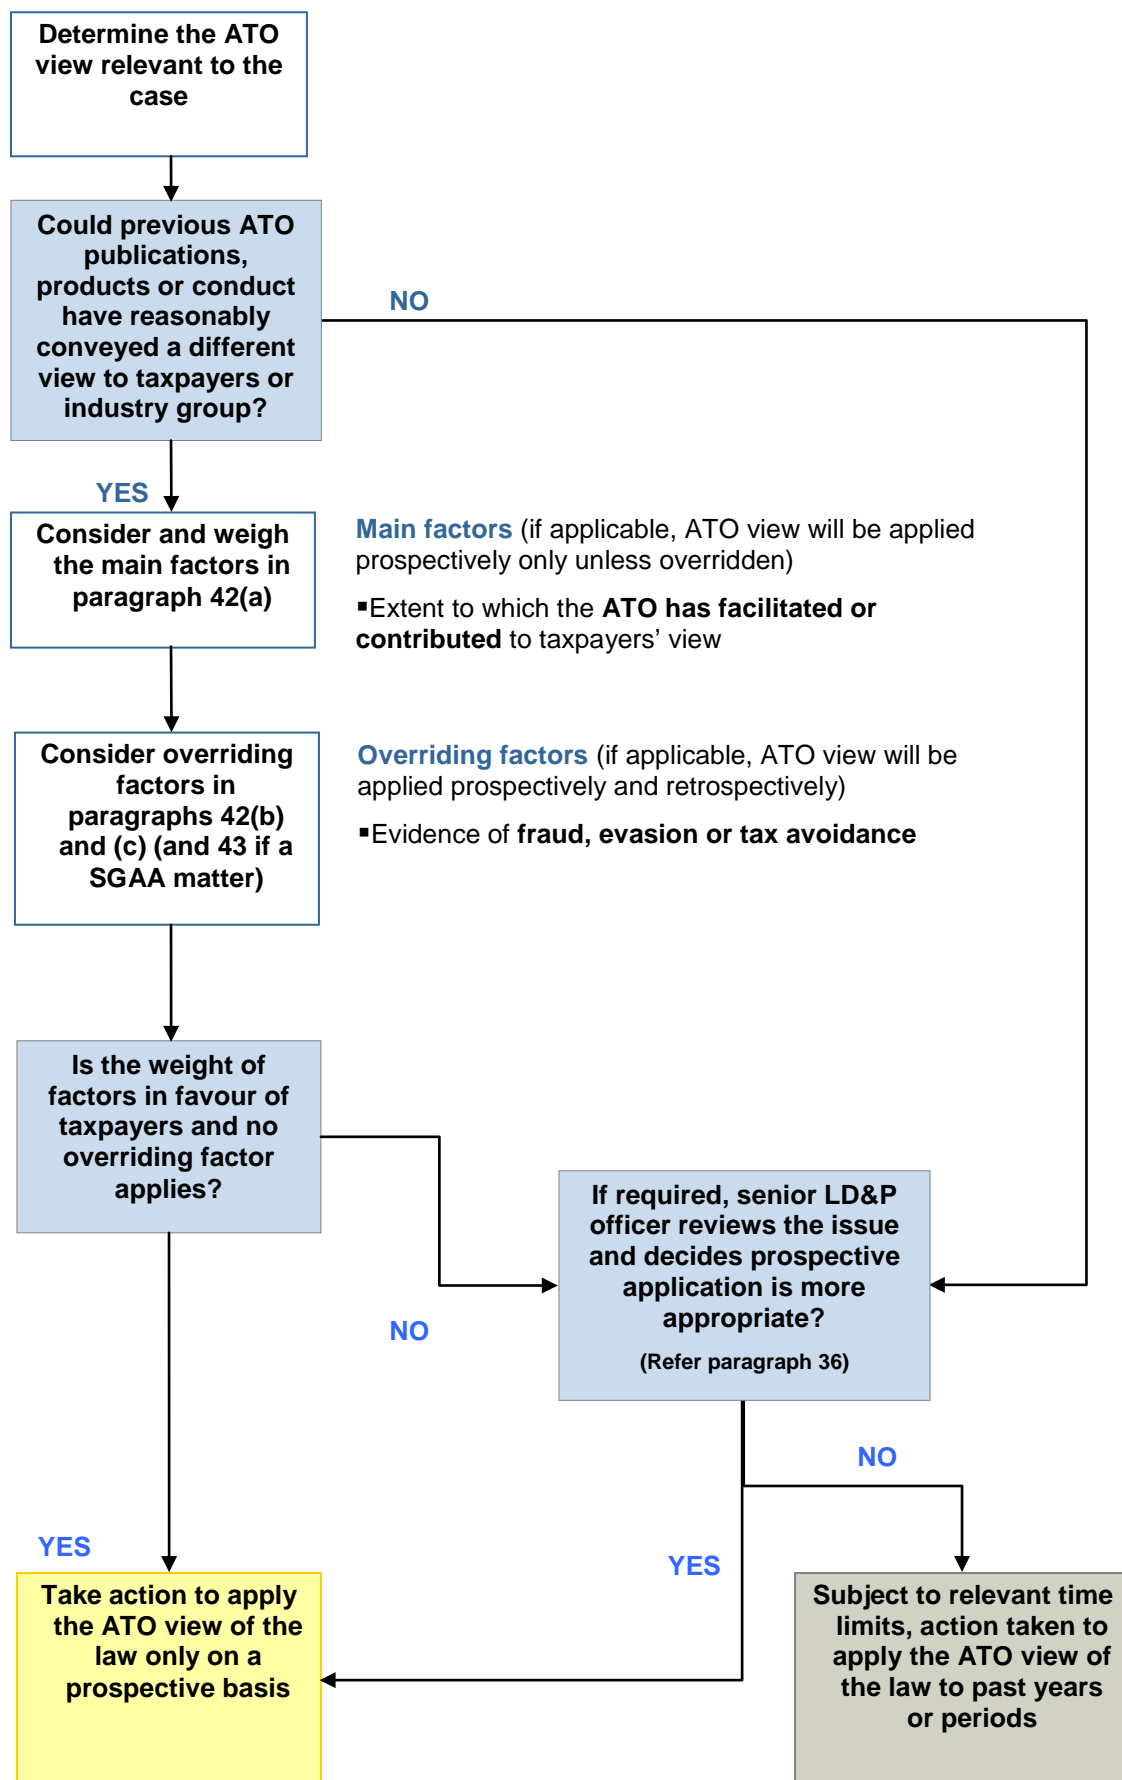 Determine the ATO
view relevant to the
case
Could previous ATO
publications,
products or conduct
have reasonably
conveyed a different
view to taxpayers or
industry group?
NO
YES
Consider and weigh
the main factors in
paragraph 42(a)
Main factors (if applicable, ATO view will be applied
prospectively only unless overridden)
▪Extent to which the ATO has facilitated or
contributed to taxpayers’ view
Consider overriding
factors in
paragraphs 42(b)
and (c) (and 43 if a
SGAA matter)
Overriding factors (if applicable, ATO view will be
applied prospectively and retrospectively)
▪Evidence of fraud, evasion or tax avoidance
Is the weight of
factors in favour of
taxpayers and no
overriding factor
applies?
NO
If required, senior LD&P
officer reviews the issue
and decides prospective
application is more
appropriate?
(Refer paragraph 36)
NO
YES
YES
Take action to apply
the ATO view of the
law only on a
prospective basis
Subject to relevant time
limits, action taken to
apply the ATO view of
the law to past years
or periods